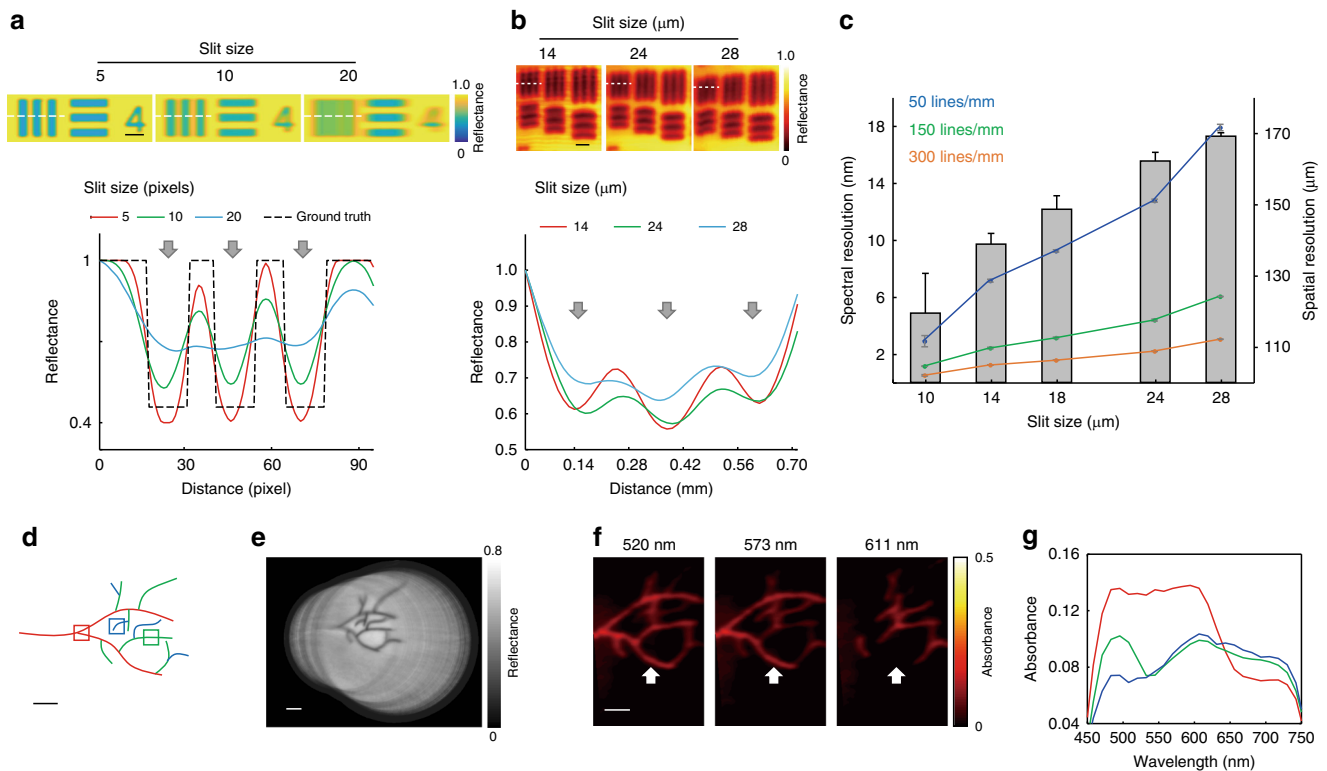 a
Slit size
5 10 20
1.0
Reflectance
0
4 4 4
Slit size (pixels)
5 10 20 Ground truth
1
0.4
Reflectance
0 30 60 90
Distance (pixel)
b
Slit size (μm)
14 24 28
1.0
Reflectance
0
Slit size (μm)
14 24 28
1.0
0.9
0.8
0.7
0.6
0.5
Reflectance
0 0.14 0.28 0.42 0.56 0.70
Distance (mm)
c
50 lines/mm
150 lines/mm
300 lines/mm
18
14
10
6
2
Spectral resolution (nm)
170
150
130
110
Spatial resolution (μm)
10 14 18 24 28
Slit size (μm)
d
e
0.8
Reflectance
0
f
520 nm 573 nm 611 nm
0.5
Absorbance
0
g
0.16
0.12
0.08
0.04
Absorbance
450 500 550 600 650 700 750
Wavelength (nm)